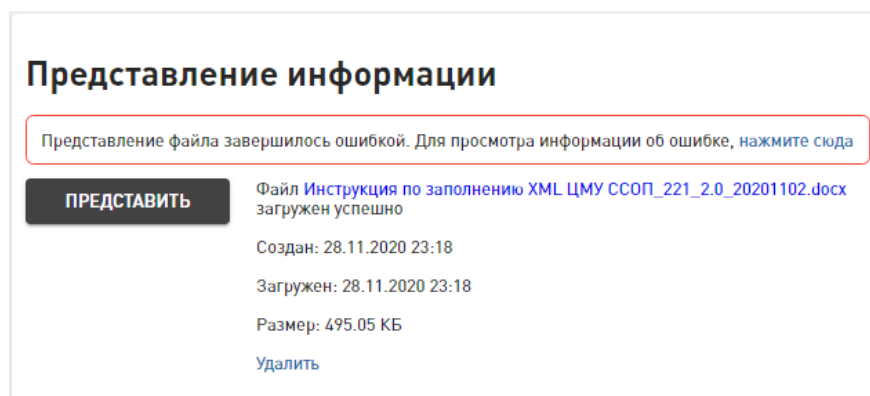 Представление информации
Представление файла завершилось ошибкой. Для просмотра информации об ошибке, нажмите сюда
ПРЕДСТАВИТЬ
Файл Инструкция по заполнению XML ЦМУ ССОП_221_2.0_20201102.docx
загружен успешно
Создан: 28.11.2020 23:18
Загружен: 28.11.2020 23:18
Размер: 495.05 КБ
Удалить